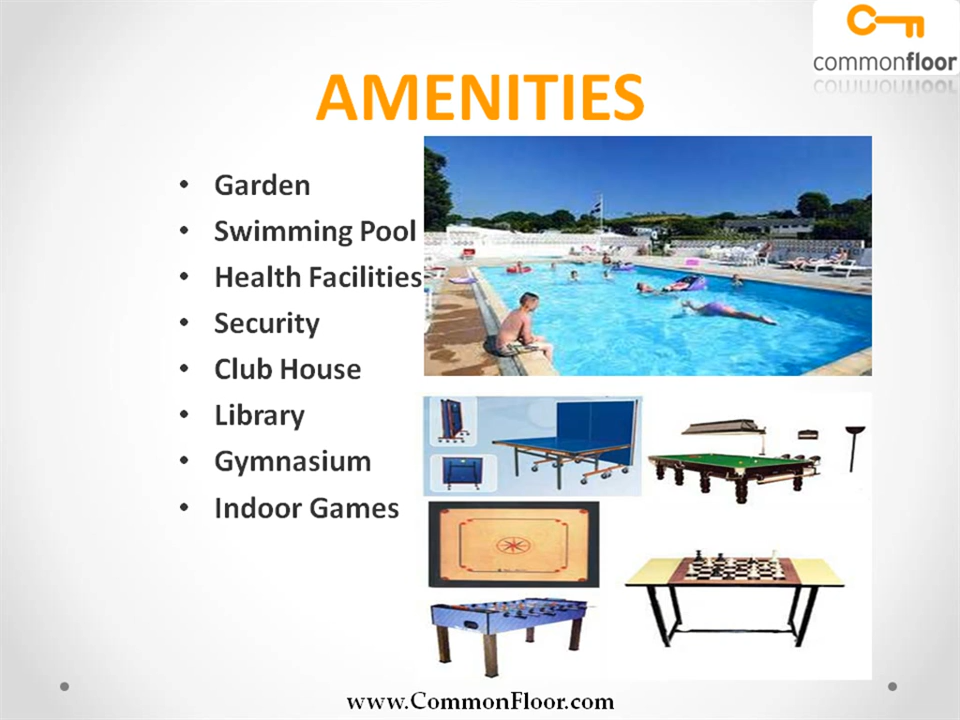 commonfloor
AMENITIES
• Garden
• Swimming Pool
• Health Facilities
• Security
• Club House
• Library
• Gymnasium
• Indoor Games
www.CommonFloor.com